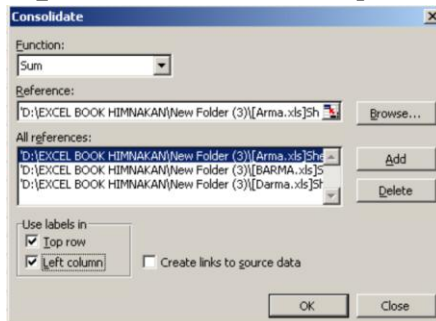 Consolidate
Function:
Sum
Reference:
'D:\EXCEL BOOK HIMNAKAN\New Folder (3)\[Arma.xls]Sh
Browse...
All references:
'D:\EXCEL BOOK HIMNAKAN\New Folder (3)\[Arma.xls]She
'D:\EXCEL BOOK HIMNAKAN\New Folder (3)\[BARMA.xls]S
'D:\EXCEL BOOK HIMNAKAN\New Folder (3)\[Darma.xls]Sh
Add
Delete
Use labels in
Top row
Left column
Create links to source data
OK
Close